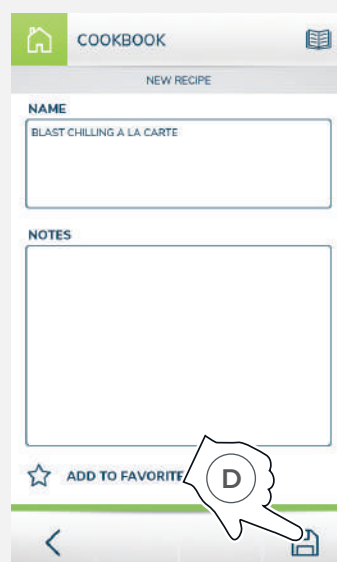 COOKBOOK
NEW RECIPE
NAME
BLAST CHILLING A LA CARTE
NOTES
ADD TO FAVORITE
D